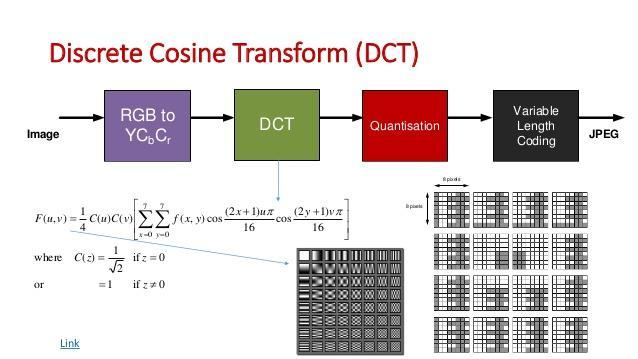 Discrete Cosine Transform (DCT)
Image
RGB to
YCbCr
DCT
Quantisation
Variable
Length
Coding
JPEG
8 pixels
8 pixels
F(u,v) = 1/4 C(u)C(v) [ ∑ x=0 7 ∑ y=0 7 f(x,y) cos (2x+1)uπ/16 cos (2y+1)vπ/16 ]
where C(z) = 1/√2 if z = 0
or = 1 if z ≠ 0
Link